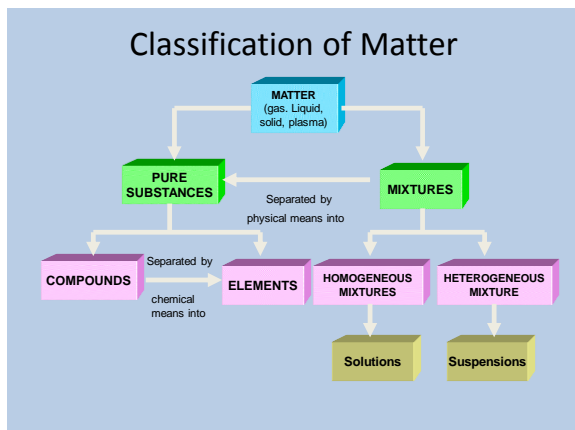 Classification of Matter
MATTER
(gas. Liquid,
solid, plasma)
PURE
SUBSTANCES
MIXTURES
Separated by
physical means into
COMPOUNDS
Separated by
chemical
means into
ELEMENTS
HOMOGENEOUS
MIXTURES
HETEROGENEOUS
MIXTURE
Solutions
Suspensions